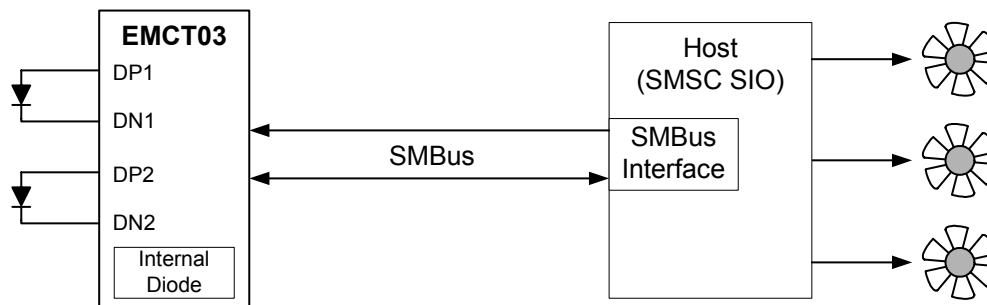 EMCT03
DP1
DN1
DP2
DN2
Internal
Diode
SMBus
Host
(SMSC SIO)
SMBus
Interface